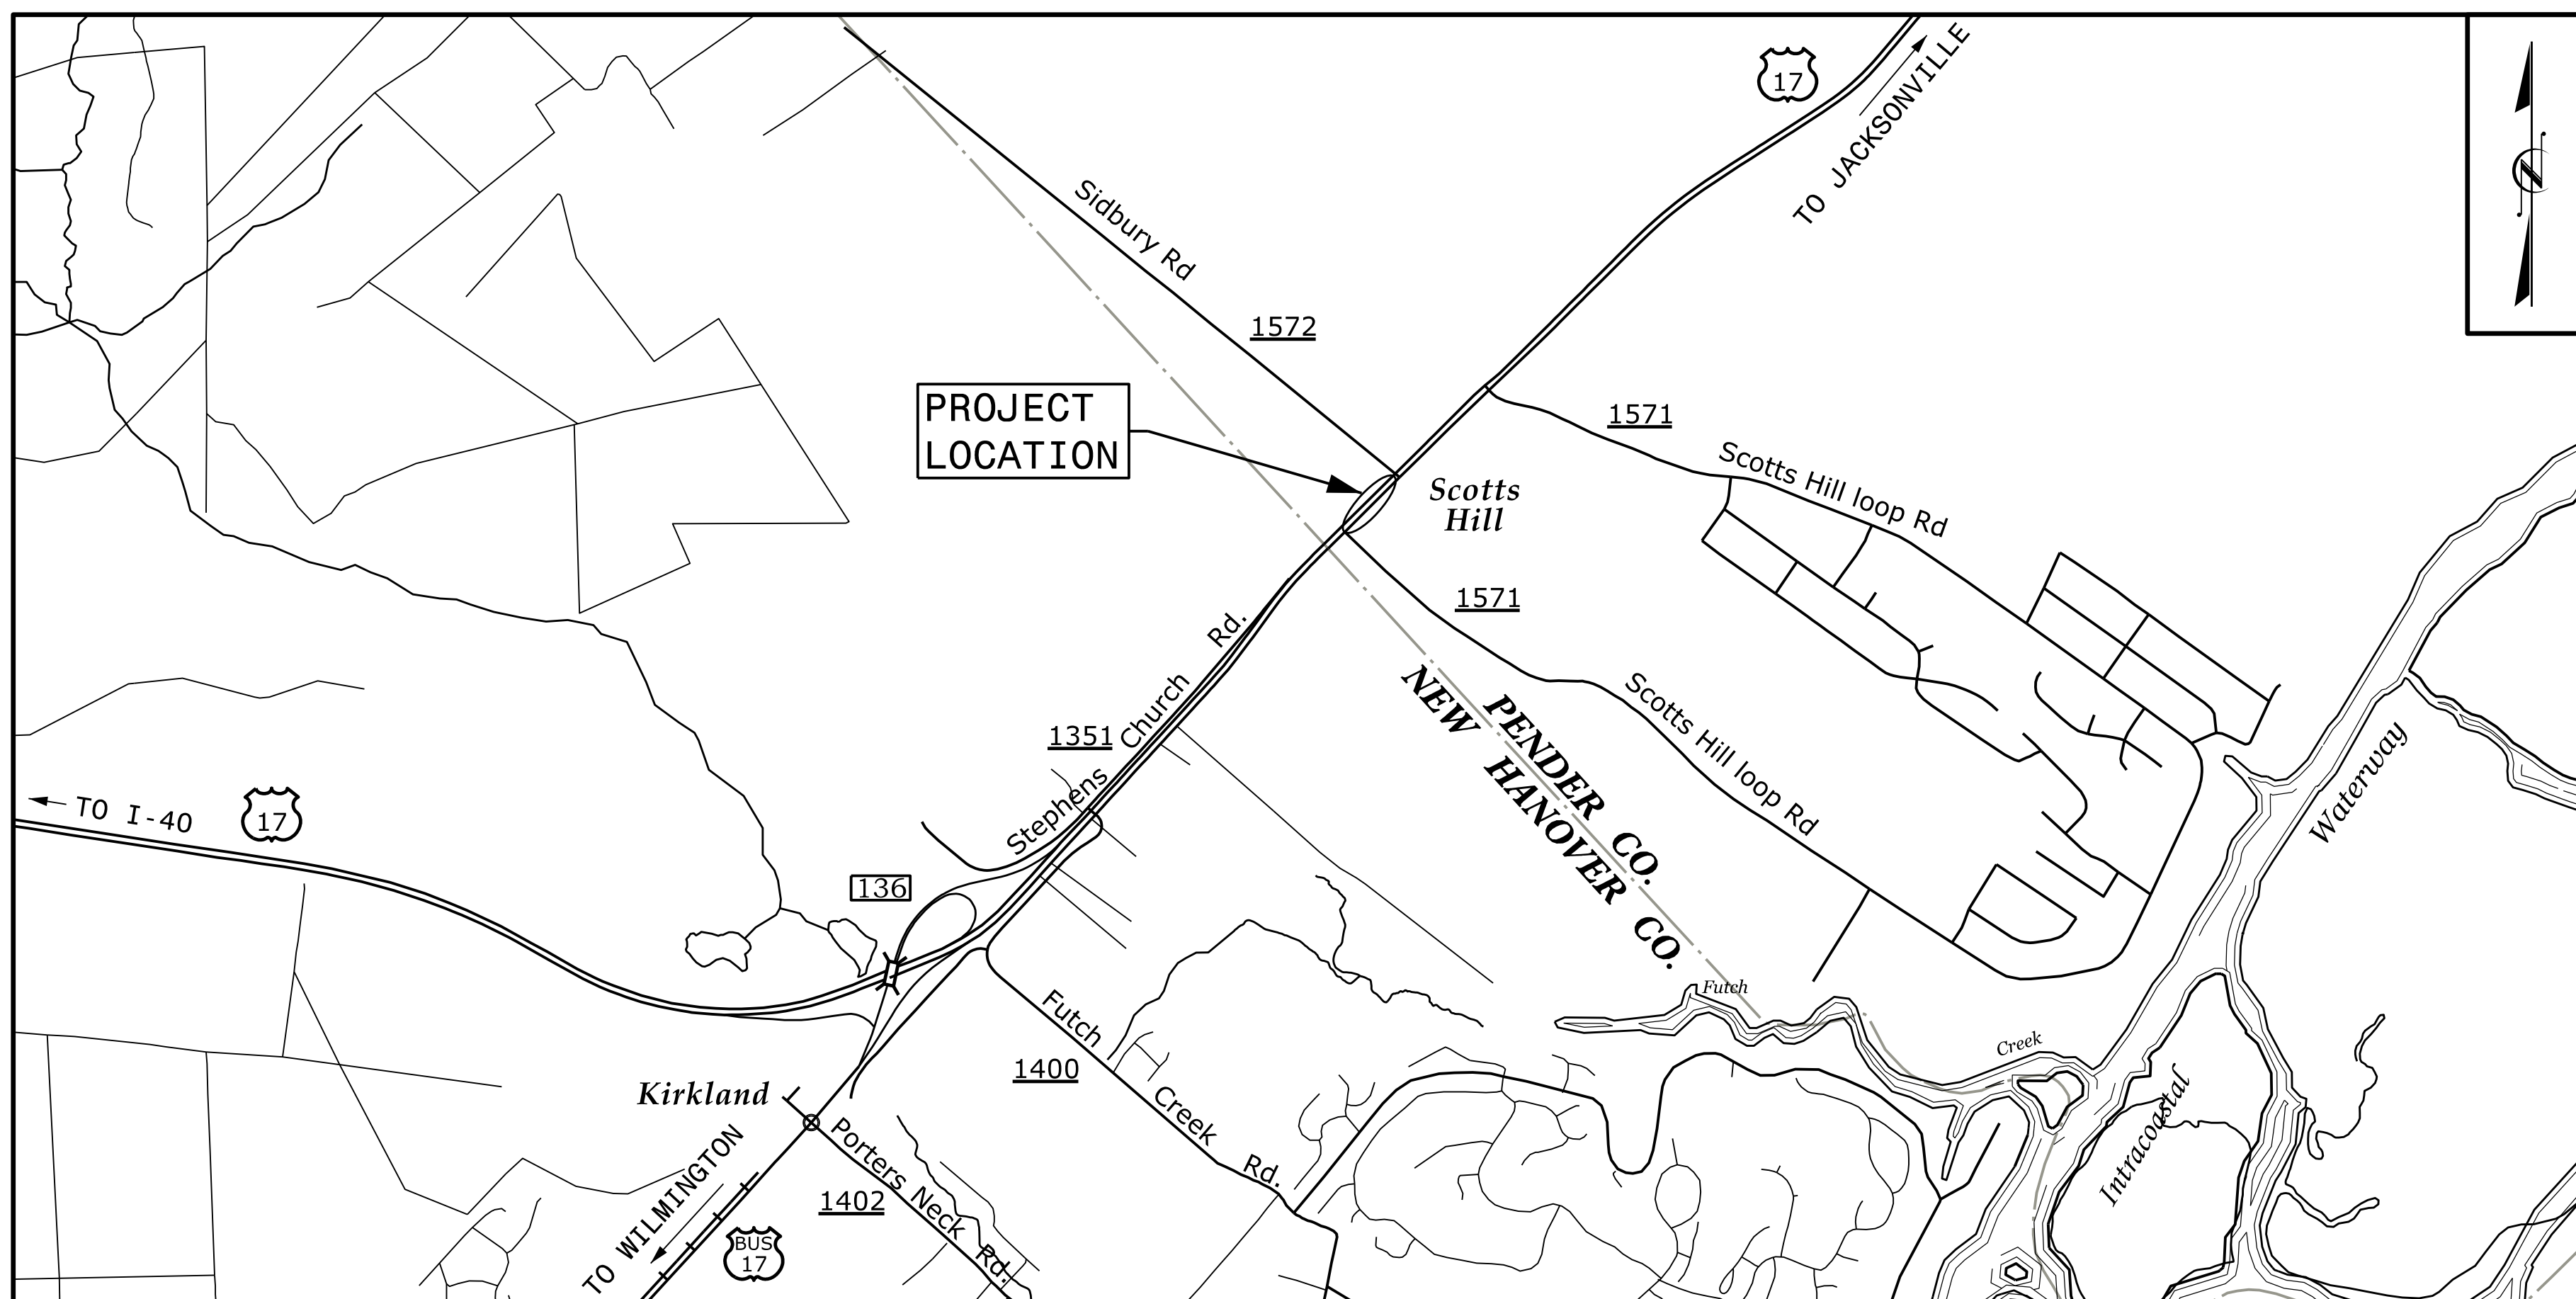 17
TO JACKSONVILLE
N
Sidbury Rd
1572
PROJECT
LOCATION
1571
Scotts Hill loop Rd
Scotts
Hill
1571
Rd.
Church
1351
Stephens
Scotts Hill loop Rd
PENDER CO.
NEW HANOVER CO.
Waterway
TO I-40
17
136
Futch
Creek
Futch
Creek
Rd.
1400
Kirkland
Porters Neck Rd.
1402
TO WILMINGTON
BUS
17
Intracoastal